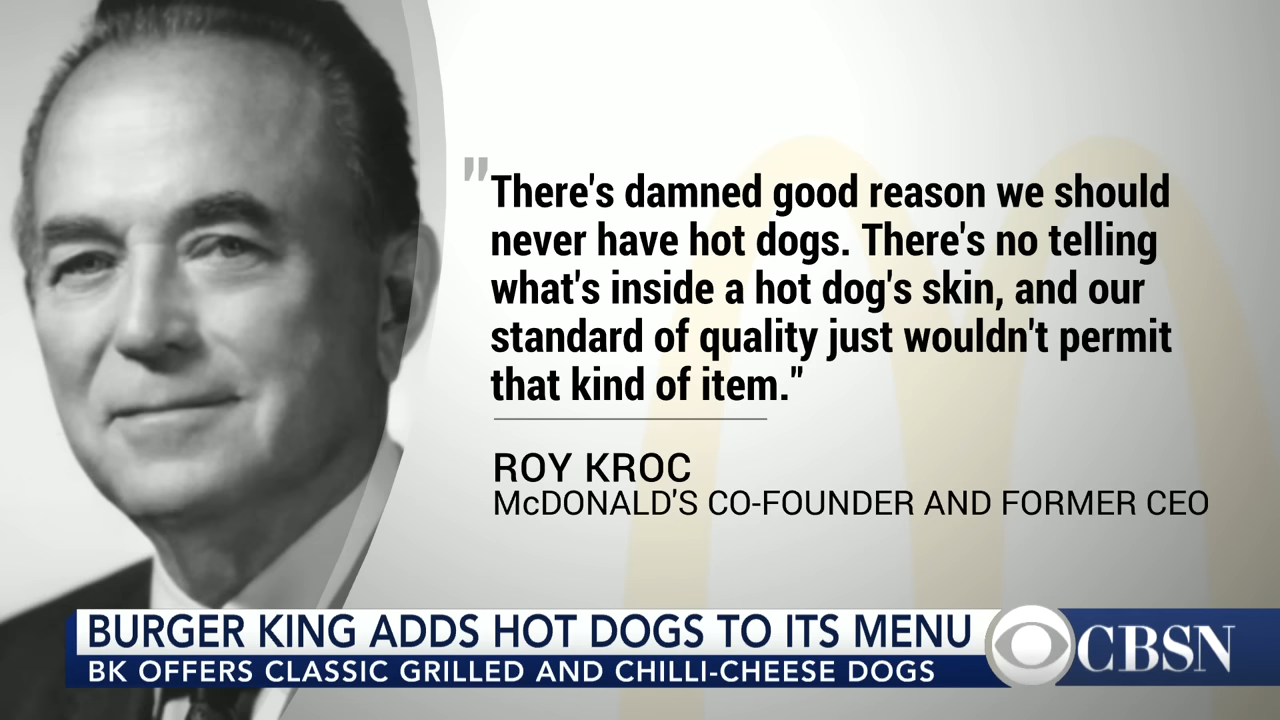 "There's damned good reason we should
never have hot dogs. There's no telling
what's inside a hot dog's skin, and our
standard of quality just wouldn't permit
that kind of item."
ROY KROC
McDONALD'S CO-FOUNDER AND FORMER CEO
BURGER KING ADDS HOT DOGS TO ITS MENU
BK OFFERS CLASSIC GRILLED AND CHILLI-CHEESE DOGS
CBSN